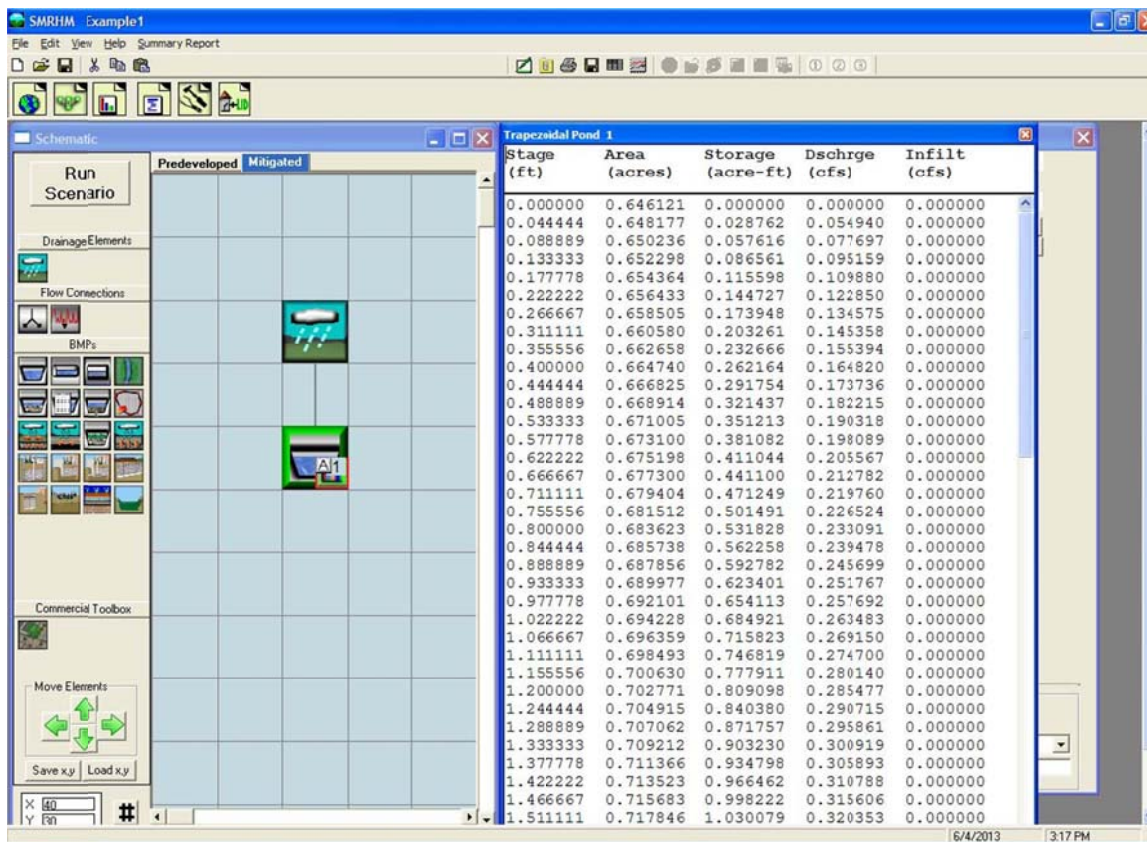 SMRHM Example1
File Edit View Help Summary Report
Schematic
Run
Scenario
Predeveloped Mitigated
Drainage Elements
Flow Connections
BMPs
A 1
Commercial Toolbox
Move Elements
Save x,y Load x,y
X 40
Y 30
#
Trapezoidal Pond 1
Stage Area Storage Dschrge Infilt
(ft) (acres) (acre-ft) (cfs) (cfs)
0.000000 0.646121 0.000000 0.000000 0.000000
0.044444 0.648177 0.028762 0.054940 0.000000
0.088889 0.650236 0.057616 0.077697 0.000000
0.133333 0.652298 0.086561 0.095159 0.000000
0.177778 0.654364 0.115598 0.109880 0.000000
0.222222 0.656433 0.144727 0.122850 0.000000
0.266667 0.658505 0.173948 0.134575 0.000000
0.311111 0.660580 0.203261 0.145358 0.000000
0.355556 0.662658 0.232666 0.155394 0.000000
0.400000 0.664740 0.262164 0.164820 0.000000
0.444444 0.666825 0.291754 0.173736 0.000000
0.488889 0.668914 0.321437 0.182215 0.000000
0.533333 0.671005 0.351213 0.190318 0.000000
0.577778 0.673100 0.381082 0.198089 0.000000
0.622222 0.675198 0.411044 0.205567 0.000000
0.666667 0.677300 0.441100 0.212782 0.000000
0.711111 0.679404 0.471249 0.219760 0.000000
0.755556 0.681512 0.501491 0.226524 0.000000
0.800000 0.683623 0.531828 0.233091 0.000000
0.844444 0.685738 0.562258 0.239478 0.000000
0.888889 0.687856 0.592782 0.245699 0.000000
0.933333 0.689977 0.623401 0.251767 0.000000
0.977778 0.692101 0.654113 0.257692 0.000000
1.022222 0.694228 0.684921 0.263483 0.000000
1.066667 0.696359 0.715823 0.269150 0.000000
1.111111 0.698493 0.746819 0.274700 0.000000
1.155556 0.700630 0.777911 0.280140 0.000000
1.200000 0.702771 0.809098 0.285477 0.000000
1.244444 0.704915 0.840380 0.290715 0.000000
1.288889 0.707062 0.871757 0.295861 0.000000
1.333333 0.709212 0.903230 0.300919 0.000000
1.377778 0.711366 0.934798 0.305893 0.000000
1.422222 0.713523 0.966462 0.310788 0.000000
1.466667 0.715683 0.998222 0.315606 0.000000
1.511111 0.717846 1.030079 0.320353 0.000000
6/4/2013 3:17 PM